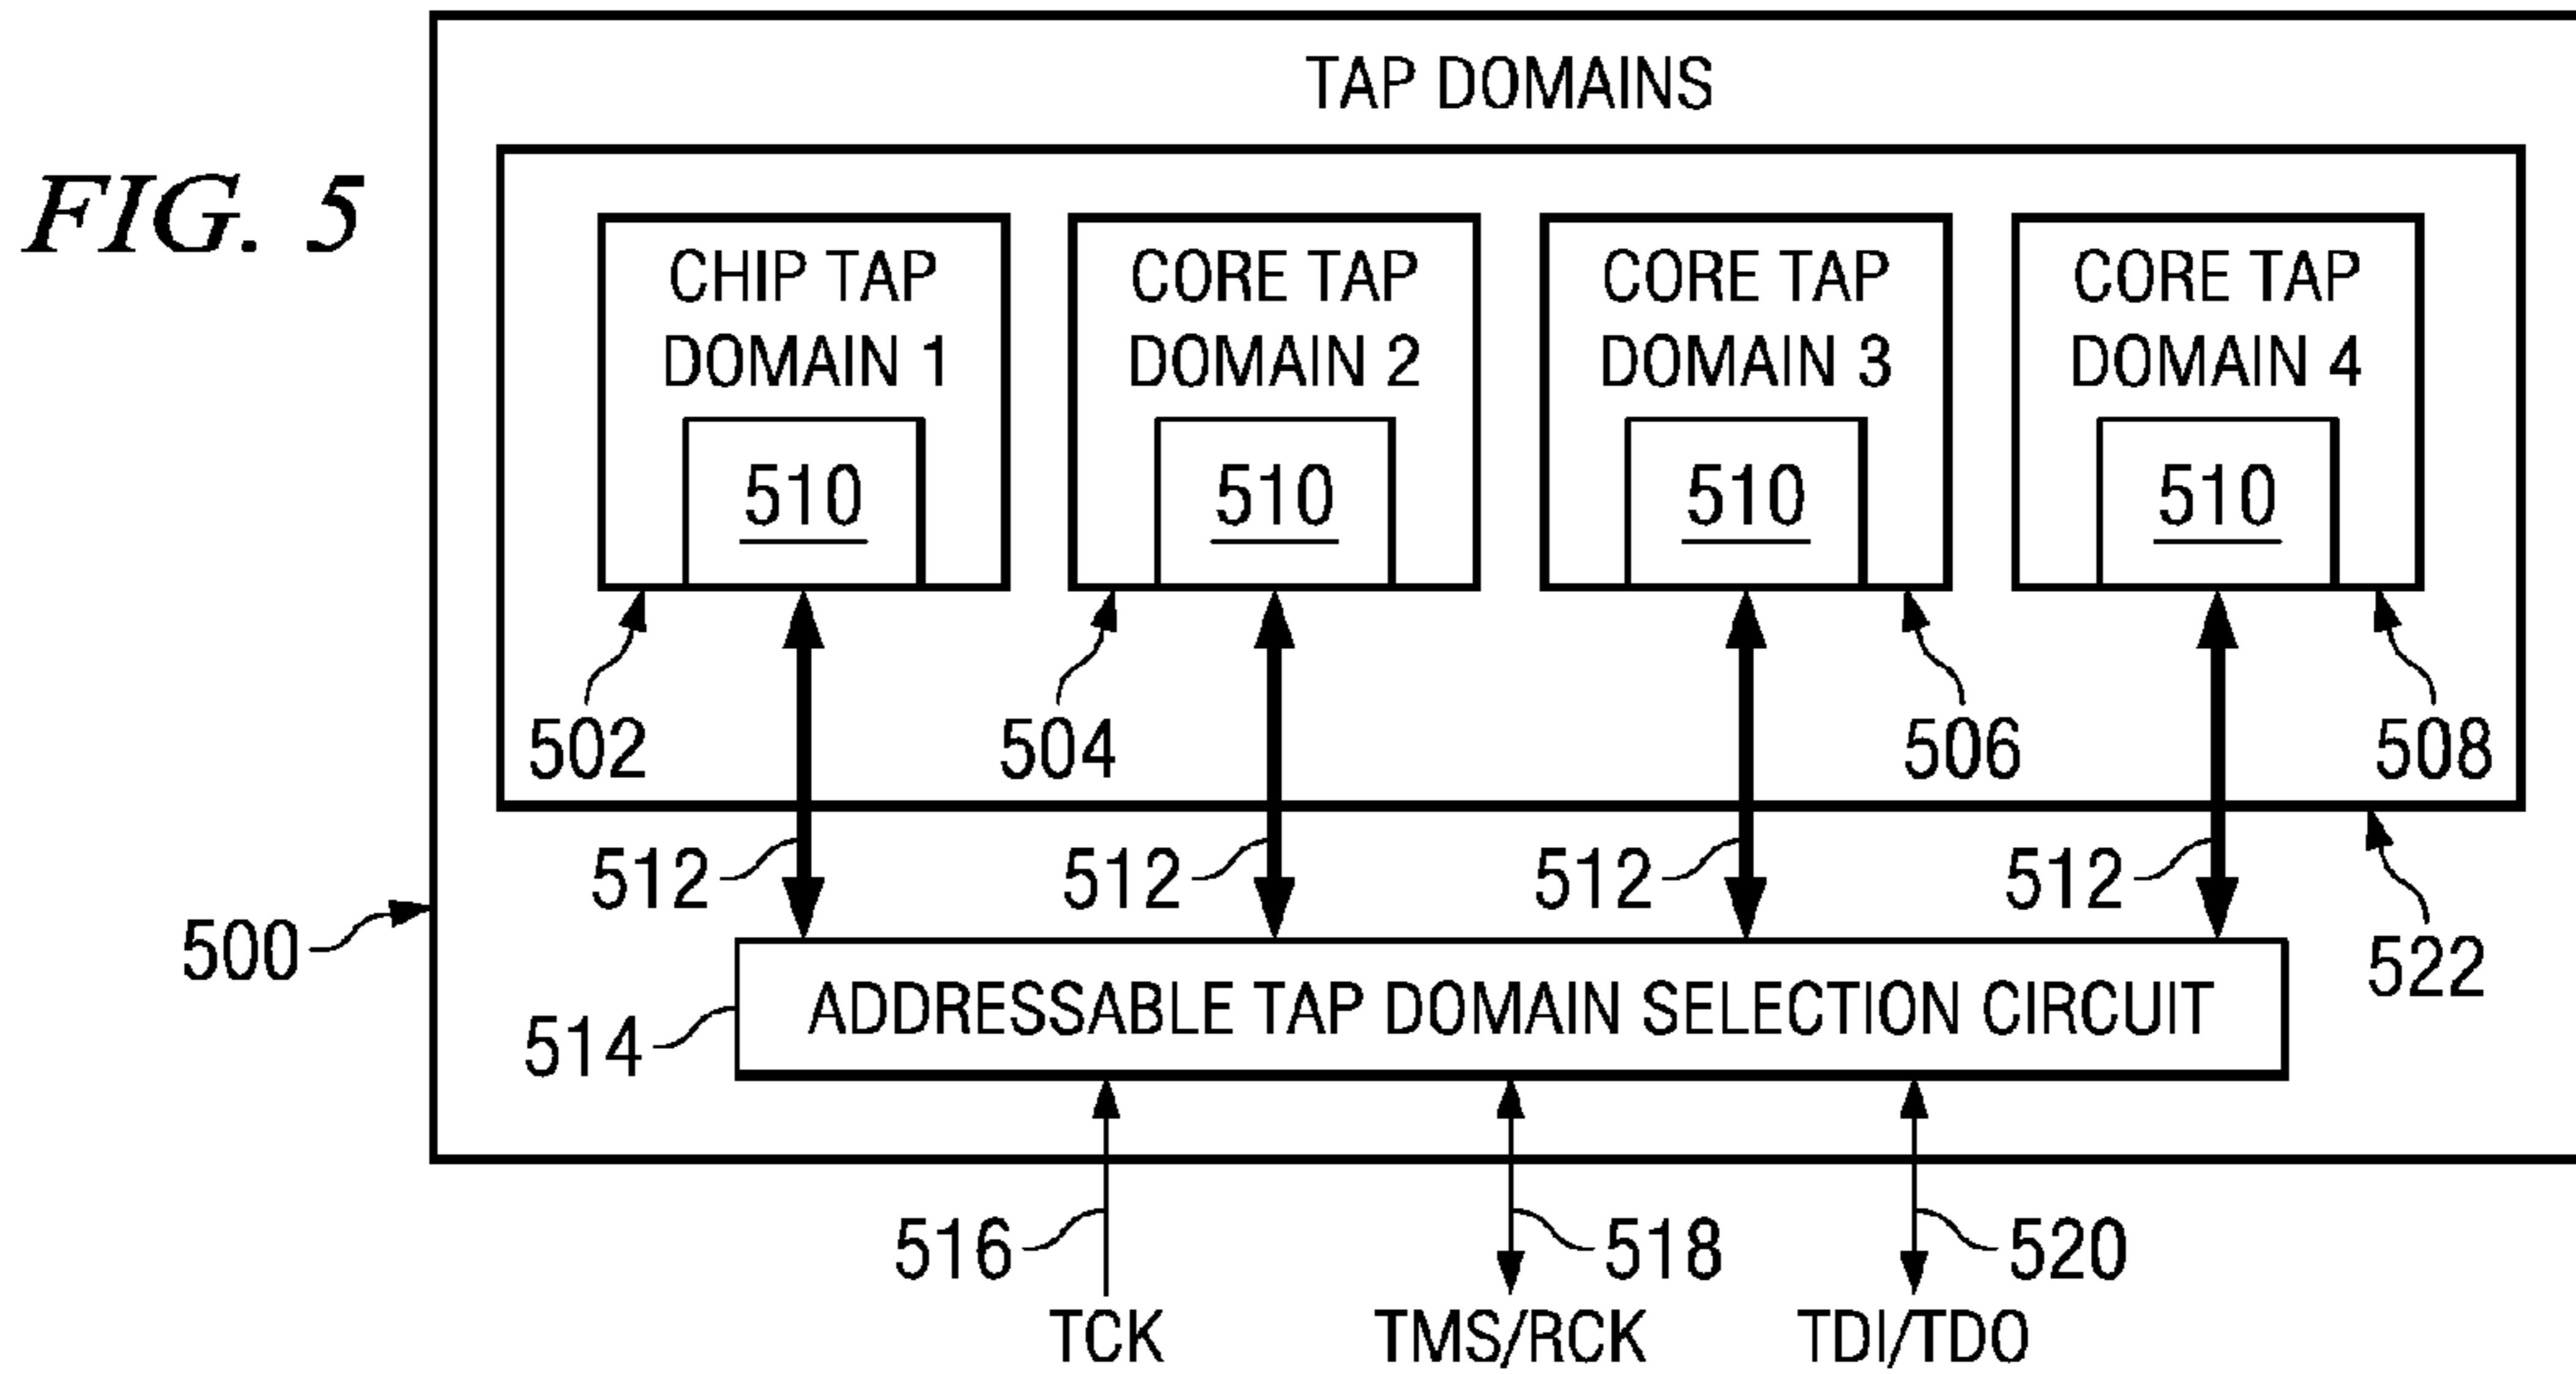 TAP DOMAINS
FIG. 5
CHIP TAP DOMAIN 1
CORE TAP DOMAIN 2
CORE TAP DOMAIN 3
CORE TAP DOMAIN 4
510 510 510 510
502 504 506 508
512 512 512 512
500
522
514
ADDRESSABLE TAP DOMAIN SELECTION CIRCUIT
516 518 520
TCK TMS/RCK TDI/TDO